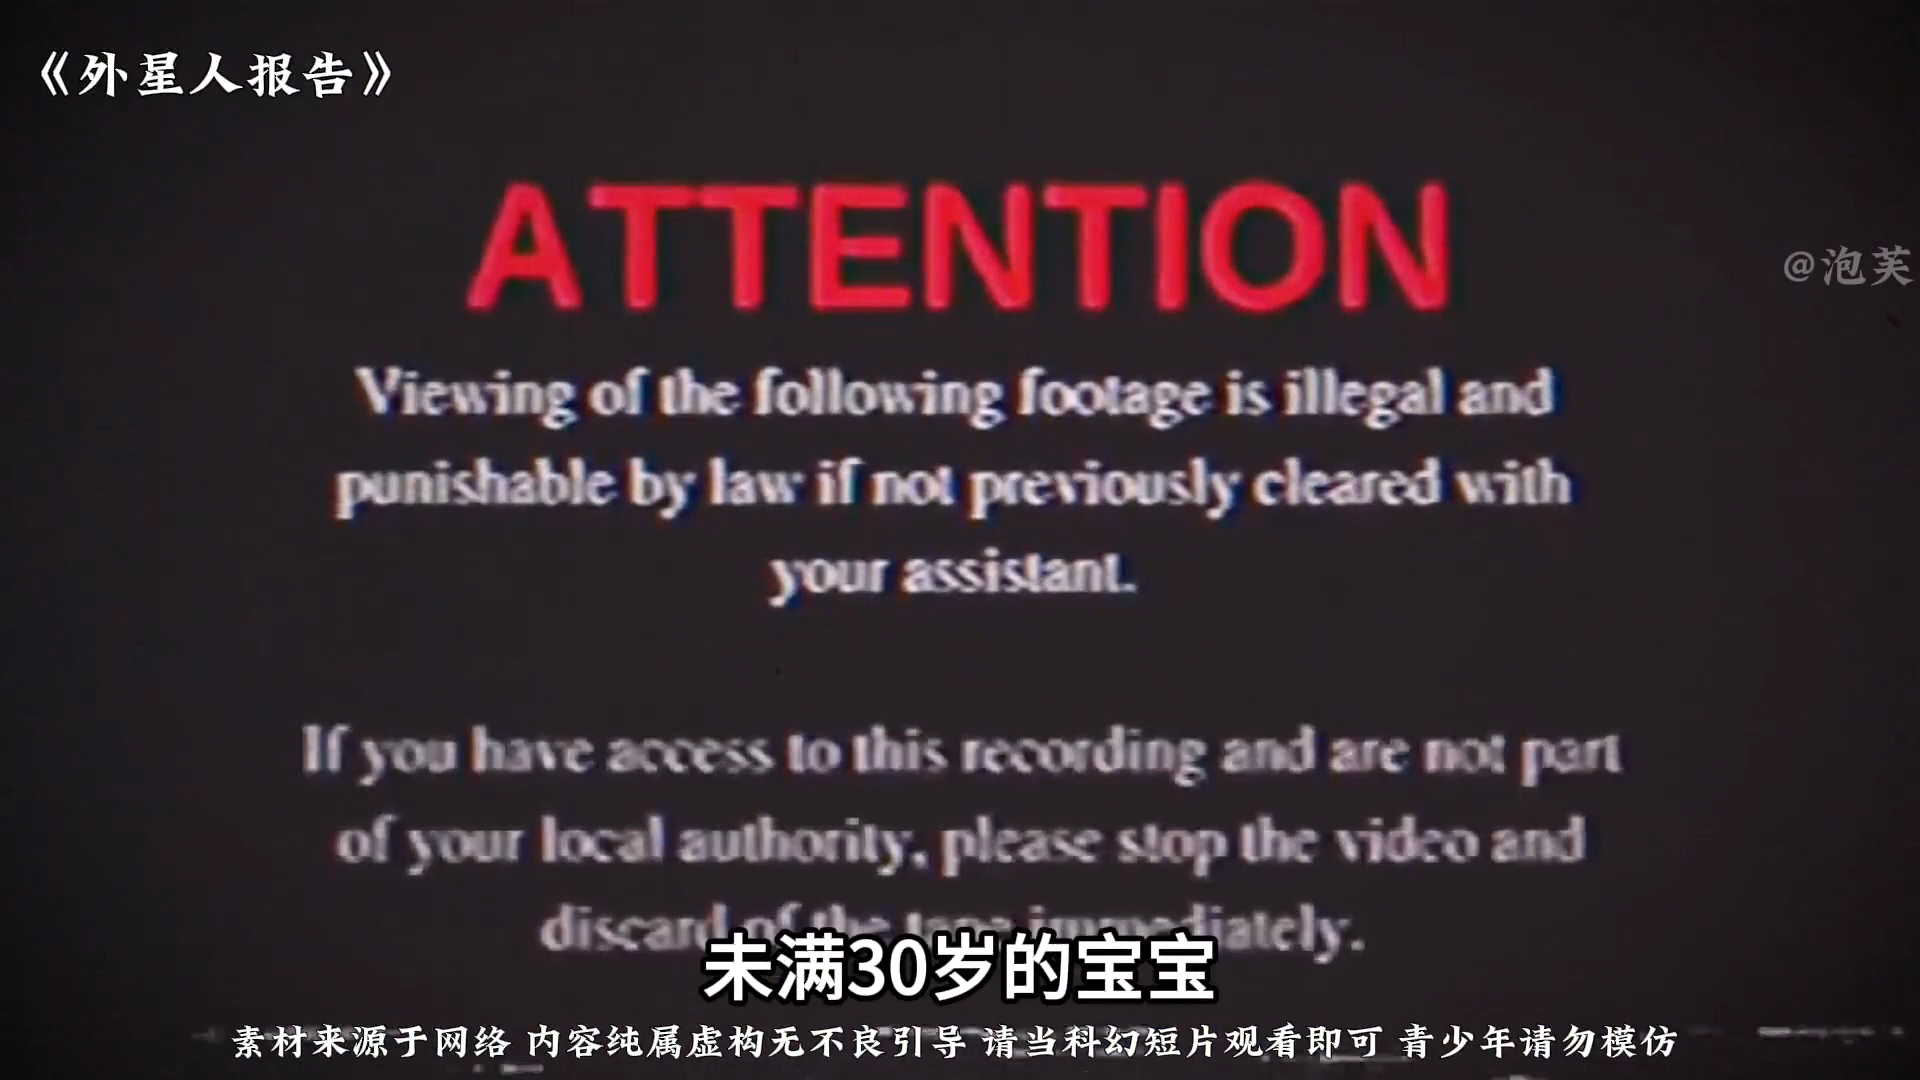 《外星人报告》
ATTENTION
@泡芙
Viewing of the following footage is illegal and
punishable by law if not previously cleared with
your assistant.
If you have access to this recording and are not part
of your local authority, please stop the video and
discard of the tape immediately.
未满30岁的宝宝
素材来源于网络 内容纯属虚构无不良引导 请当科幻短片观看即可 青少年请勿模仿